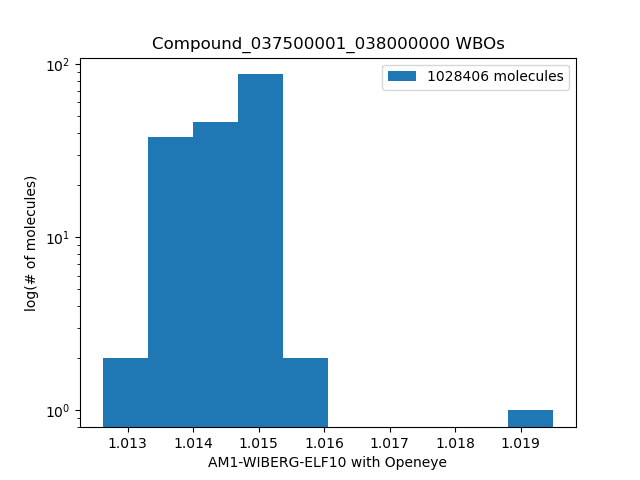 Compound_037500001_038000000 WBOs
1028406 molecules
log(# of molecules)
10²
10¹
10⁰
1.013 1.014 1.015 1.016 1.017 1.018 1.019
AM1-WIBERG-ELF10 with Openeye